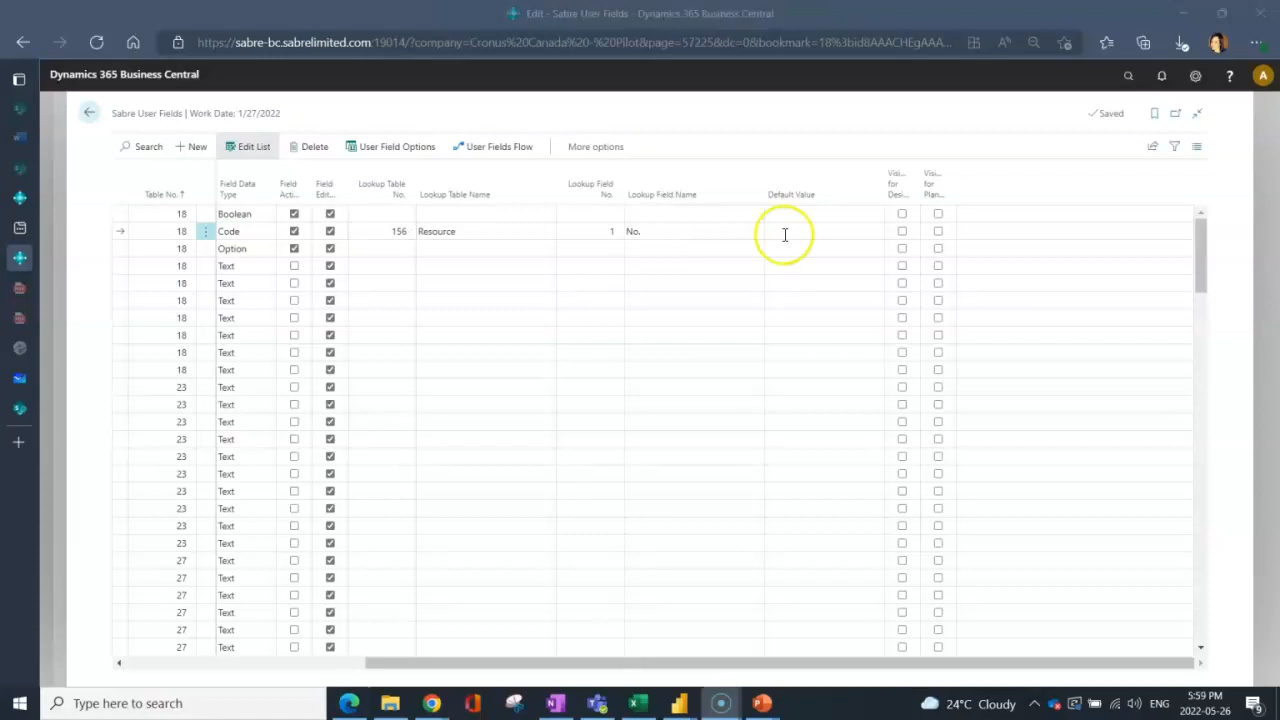 Edit - Sabre User Fields - Dynamics 365 Business Central
https://sabre-bc.sabrelimited.com:19014/?company=Cronus%20Canada%20-%20Pilot&page=57225&dc=0&bookmark=18%3bid8AAACHEgAAA...
Dynamics 365 Business Central
Sabre User Fields | Work Date: 1/27/2022
Saved
Search New Edit List Delete User Field Options User Fields Flow More options
Table No. ↑ Field Data Type Field Acti... Field Edit... Lookup Table No. Lookup Table Name Lookup Field No. Lookup Field Name Default Value Visi... for Desi... Visi... for Plan...
18 Boolean
18 Code 156 Resource 1 No.
18 Option
18 Text
18 Text
18 Text
18 Text
18 Text
18 Text
18 Text
23 Text
23 Text
23 Text
23 Text
23 Text
23 Text
23 Text
23 Text
23 Text
23 Text
27 Text
27 Text
27 Text
27 Text
27 Text
27 Text
Type here to search
24°C Cloudy
ENG
5:59 PM
2022-05-26